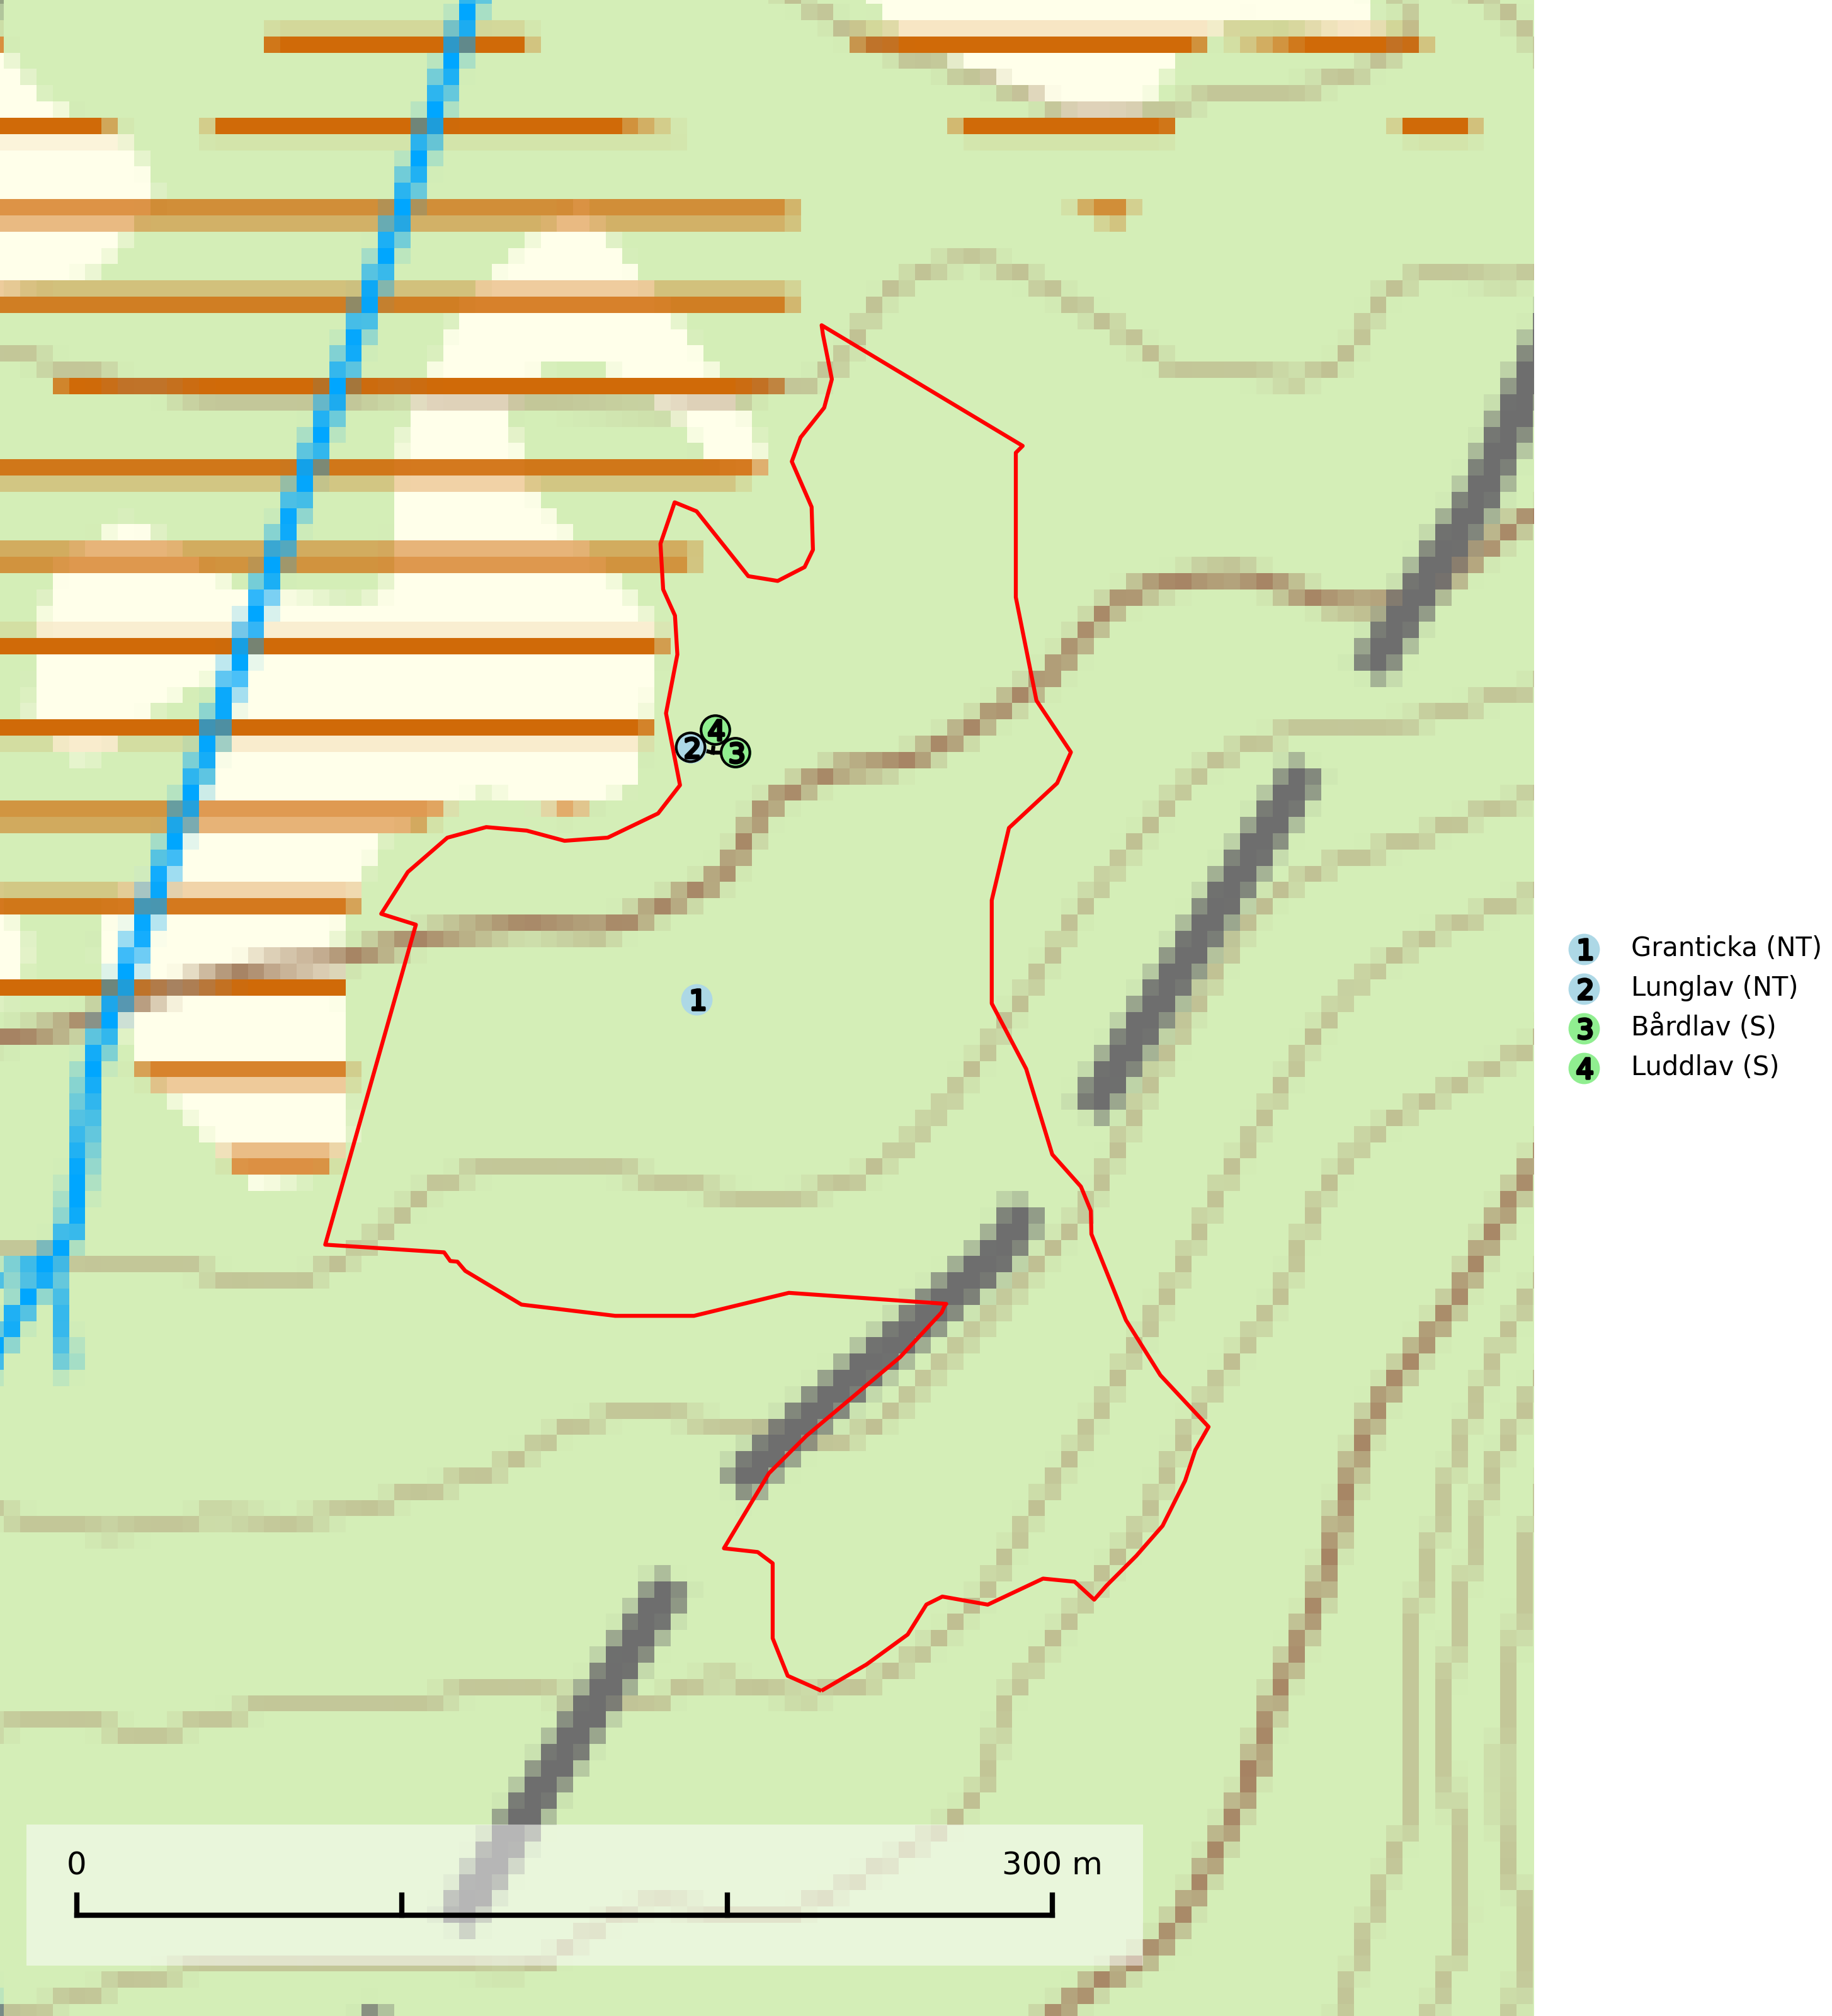 4
2
3
1
1 Granticka (NT)
2 Lunglav (NT)
3 Bårdlav (S)
4 Luddlav (S)
0 300 m